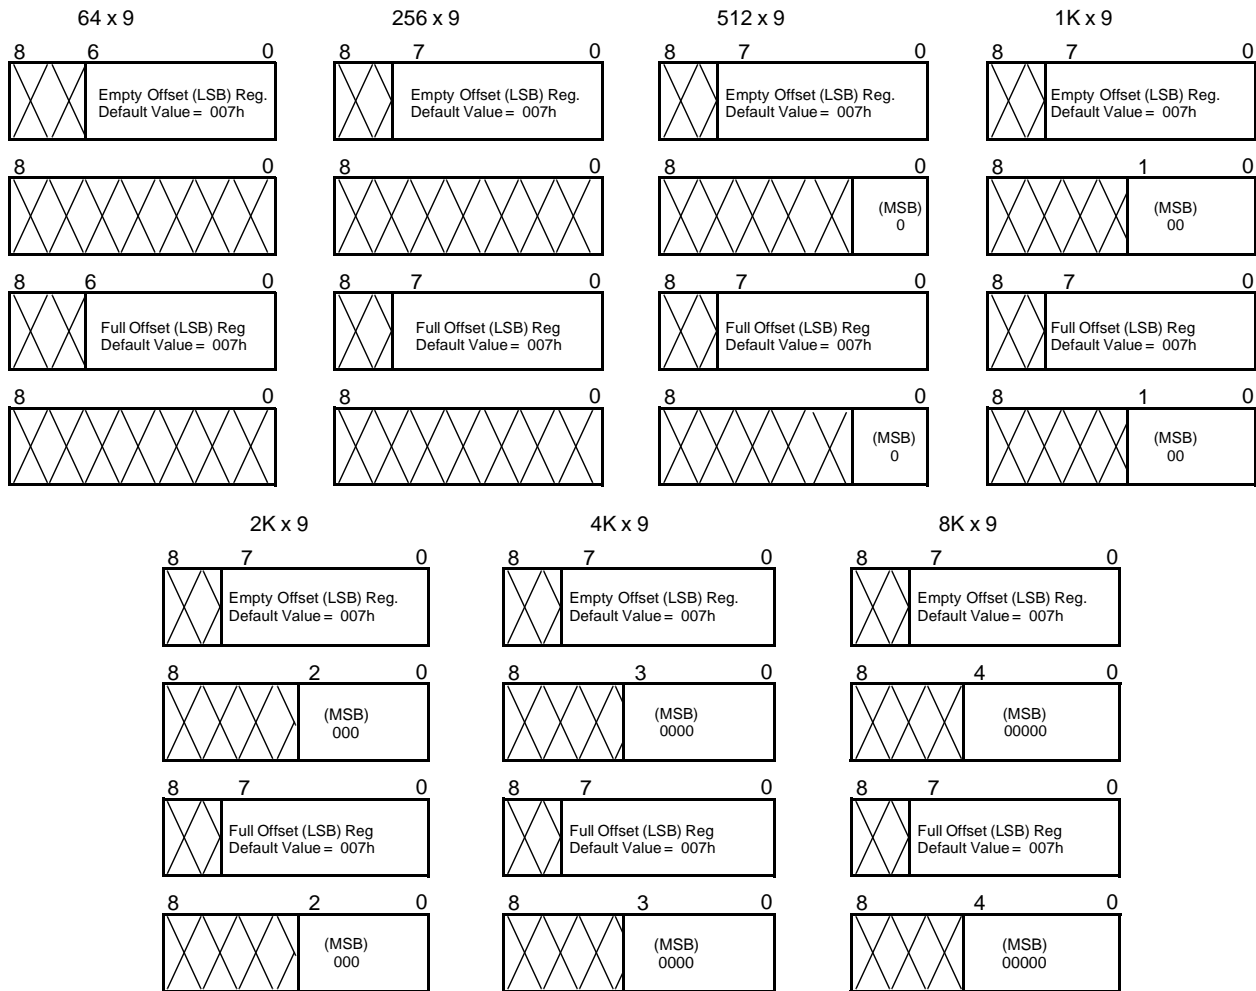 64 x 9
8 6 0
Empty Offset (LSB) Reg.
Default Value = 007h
8 0
8 6 0
Full Offset (LSB) Reg
Default Value = 007h
8 0
256 x 9
8 7 0
Empty Offset (LSB) Reg.
Default Value = 007h
8 0
8 7 0
Full Offset (LSB) Reg
Default Value = 007h
8 0
512 x 9
8 7 0
Empty Offset (LSB) Reg.
Default Value = 007h
8 0
(MSB)
0
8 7 0
Full Offset (LSB) Reg
Default Value = 007h
8 0
(MSB)
0
1K x 9
8 7 0
Empty Offset (LSB) Reg.
Default Value = 007h
8 1 0
(MSB)
00
8 7 0
Full Offset (LSB) Reg
Default Value = 007h
8 1 0
(MSB)
00
2K x 9
8 7 0
Empty Offset (LSB) Reg.
Default Value = 007h
8 2 0
(MSB)
000
8 7 0
Full Offset (LSB) Reg
Default Value = 007h
8 2 0
(MSB)
000
4K x 9
8 7 0
Empty Offset (LSB) Reg.
Default Value = 007h
8 3 0
(MSB)
0000
8 7 0
Full Offset (LSB) Reg
Default Value = 007h
8 3 0
(MSB)
0000
8K x 9
8 7 0
Empty Offset (LSB) Reg.
Default Value = 007h
8 4 0
(MSB)
00000
8 7 0
Full Offset (LSB) Reg
Default Value = 007h
8 4 0
(MSB)
00000